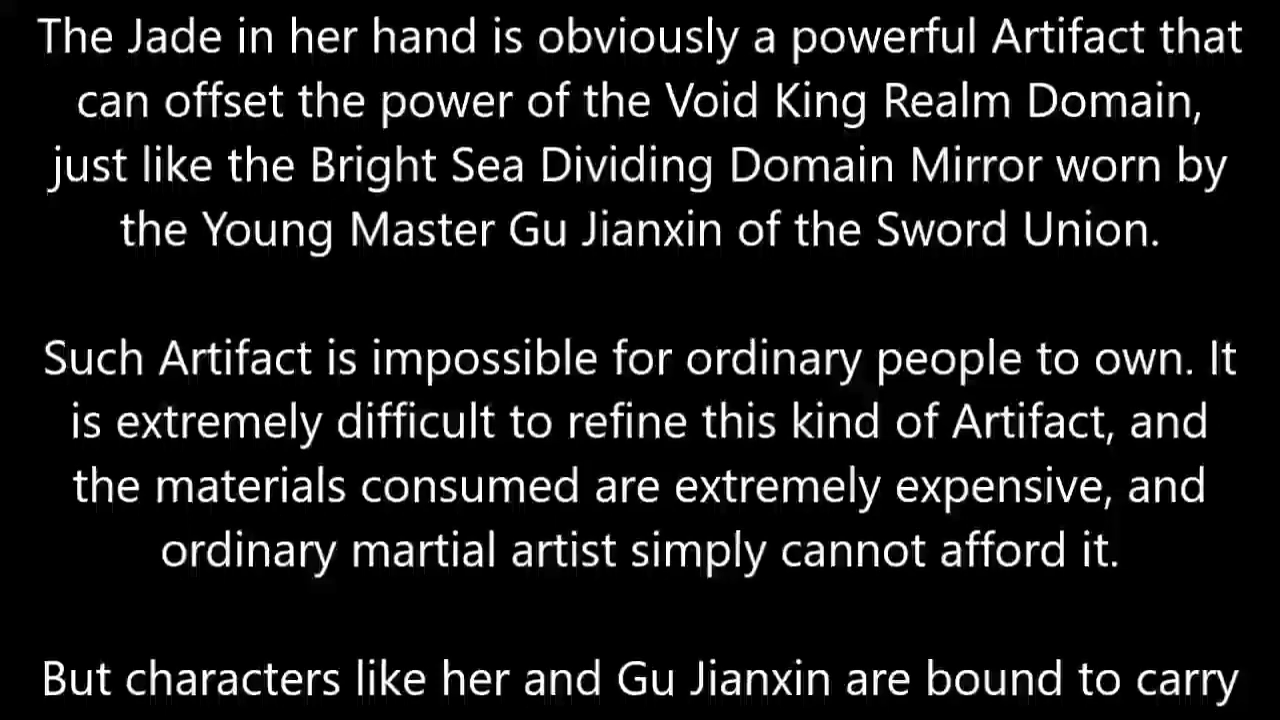 The Jade in her hand is obviously a powerful Artifact that
can offset the power of the Void King Realm Domain,
just like the Bright Sea Dividing Domain Mirror worn by
the Young Master Gu Jianxin of the Sword Union.
Such Artifact is impossible for ordinary people to own. It
is extremely difficult to refine this kind of Artifact, and
the materials consumed are extremely expensive, and
ordinary martial artist simply cannot afford it.
But characters like her and Gu Jianxin are bound to carry